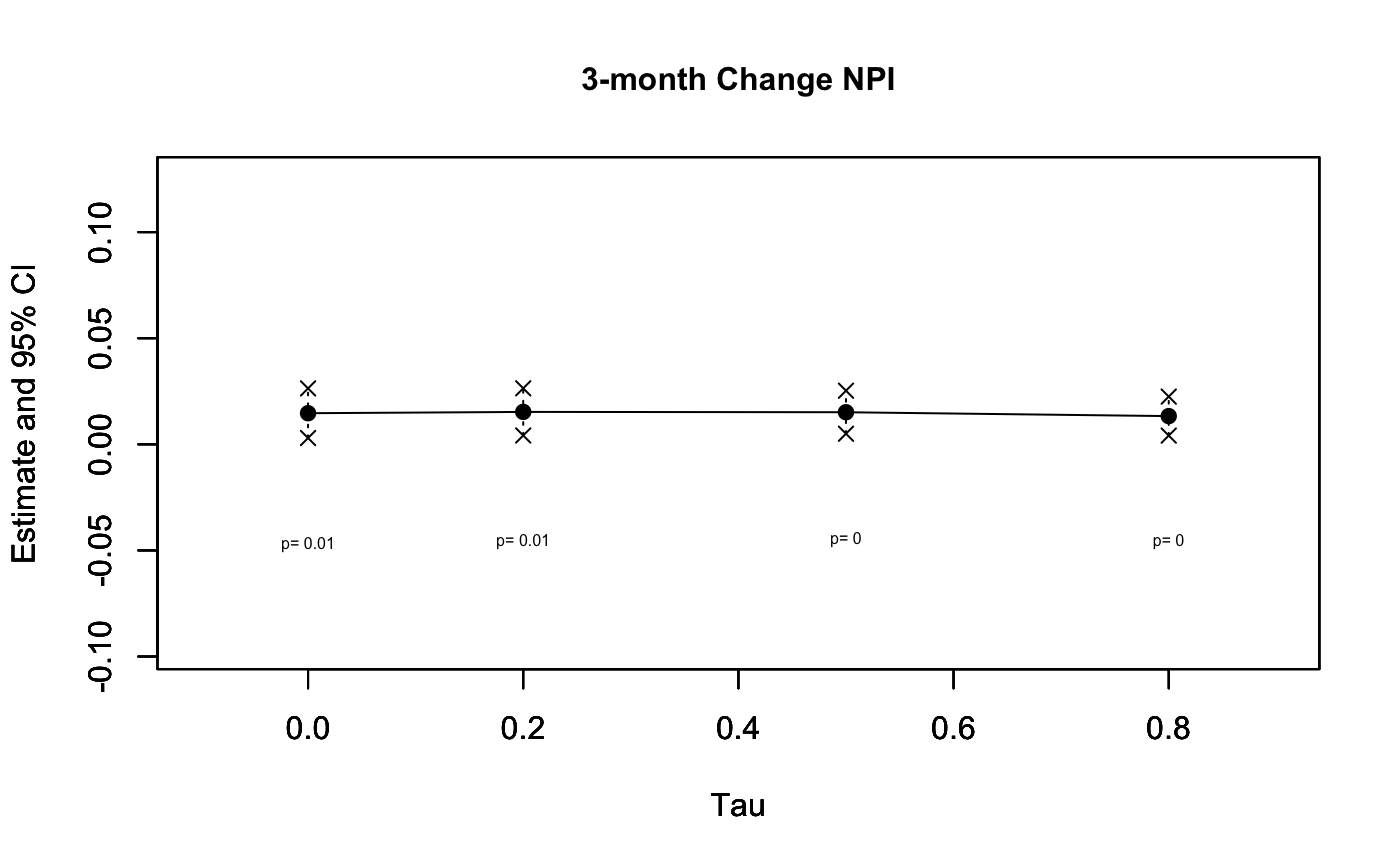 3-month Change NPI
Estimate and 95% CI
0.10
0.05
0.00
-0.05
-0.10
p= 0.01
p= 0.01
p= 0
p= 0
0.0
0.2
0.4
0.6
0.8
Tau